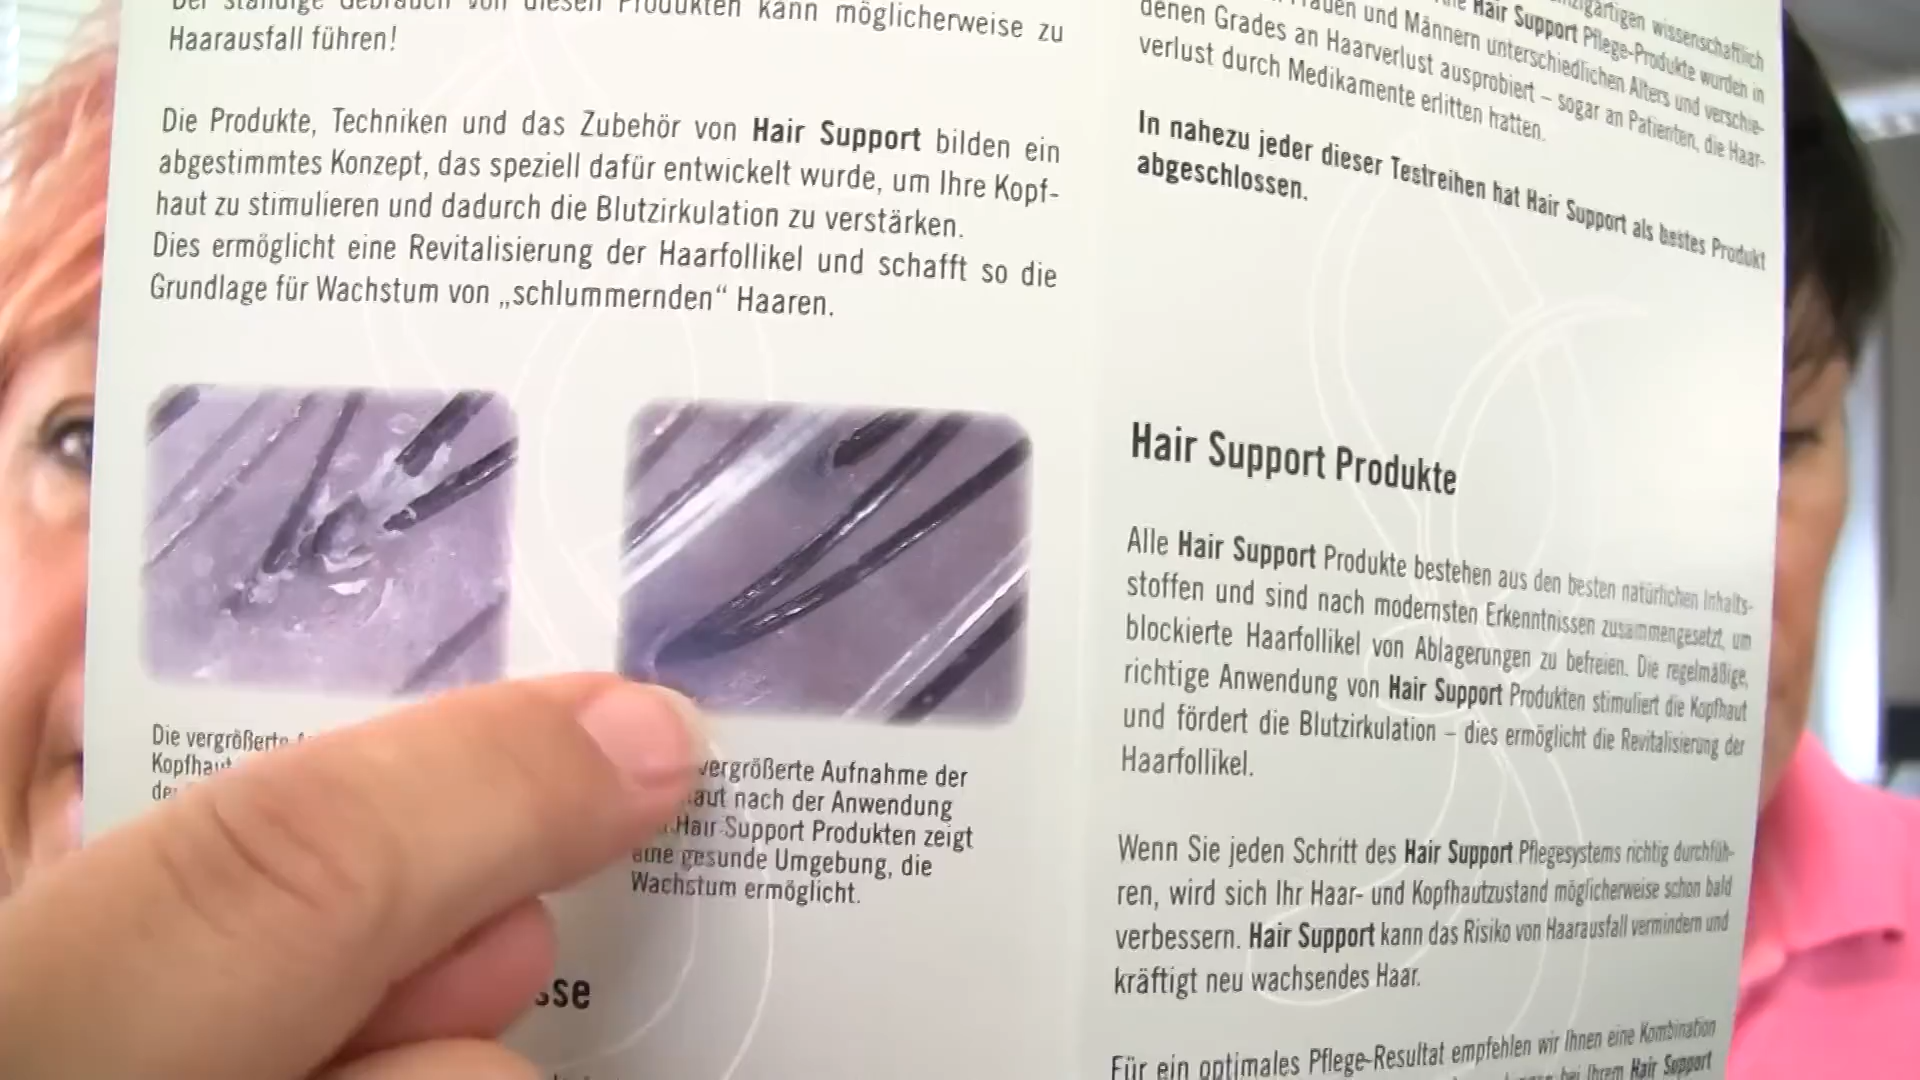 Der ständige Gebrauch von diesen Produkten kann möglicherweise zu
Haarausfall führen!
Die Produkte, Techniken und das Zubehör von Hair Support bilden ein
abgestimmtes Konzept, das speziell dafür entwickelt wurde, um Ihre Kopf-
haut zu stimulieren und dadurch die Blutzirkulation zu verstärken.
Dies ermöglicht eine Revitalisierung der Haarfollikel und schafft so die
Grundlage für Wachstum von „schlummernden“ Haaren.
Die vergrößerte
Kopfhaut
vergrößerte Aufnahme der
nach der Anwendung
Hair Support Produkten zeigt
eine gesunde Umgebung, die
Wachstum ermöglicht.
wissenschaftlich
Hair Support Pflege-Produkte wurden in
Frauen und Männern unterschiedlichen Alters und verschie-
denen Grades an Haarverlust ausprobiert – sogar an Patienten, die Haar-
verlust durch Medikamente erlitten hatten.
In nahezu jeder dieser Testreihen hat Hair Support als bestes Produkt
abgeschlossen.
Hair Support Produkte
Alle Hair Support Produkte bestehen aus den besten natürlichen Inhalts-
stoffen und sind nach modernsten Erkenntnissen zusammengesetzt, um
blockierte Haarfollikel von Ablagerungen zu befreien. Die regelmäßige,
richtige Anwendung von Hair Support Produkten stimuliert die Kopfhaut
und fördert die Blutzirkulation – dies ermöglicht die Revitalisierung der
Haarfollikel.
Wenn Sie jeden Schritt des Hair Support Pflegesystems richtig durchfüh-
ren, wird sich Ihr Haar- und Kopfhautzustand möglicherweise schon bald
verbessern. Hair Support kann das Risiko von Haarausfall vermindern und
kräftigt neu wachsendes Haar.
Für ein optimales Pflege-Resultat empfehlen wir Ihnen eine Kombination
bei Ihrem Hair Support